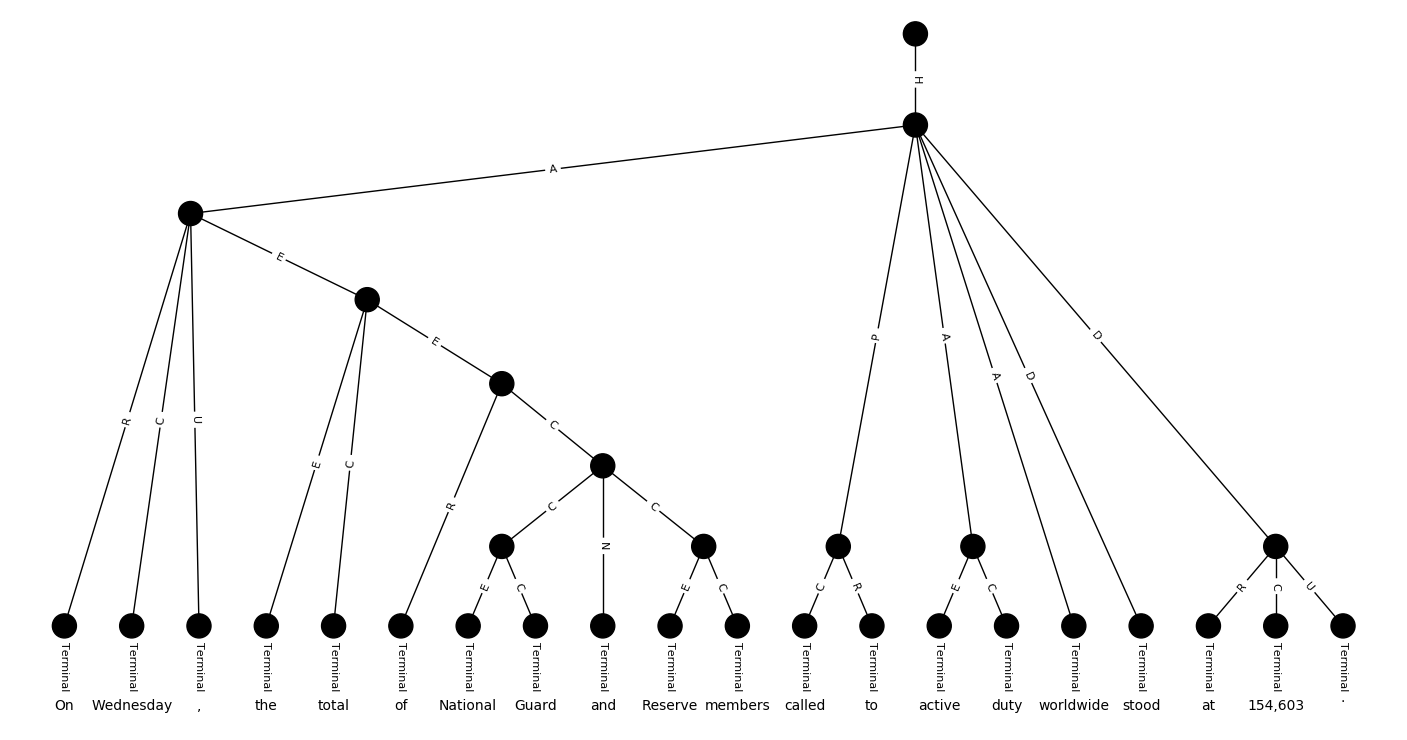 H
A
E
E
P
A
A
D
D
R
C
U
E
C
R
C
C
N
C
E
C
E
C
C
R
E
C
R
C
U
Terminal Terminal Terminal Terminal Terminal Terminal Terminal Terminal Terminal Terminal Terminal Terminal Terminal Terminal Terminal Terminal Terminal Terminal Terminal Terminal
On Wednesday , the total of National Guard and Reserve members called to active duty worldwide stood at 154,603 .